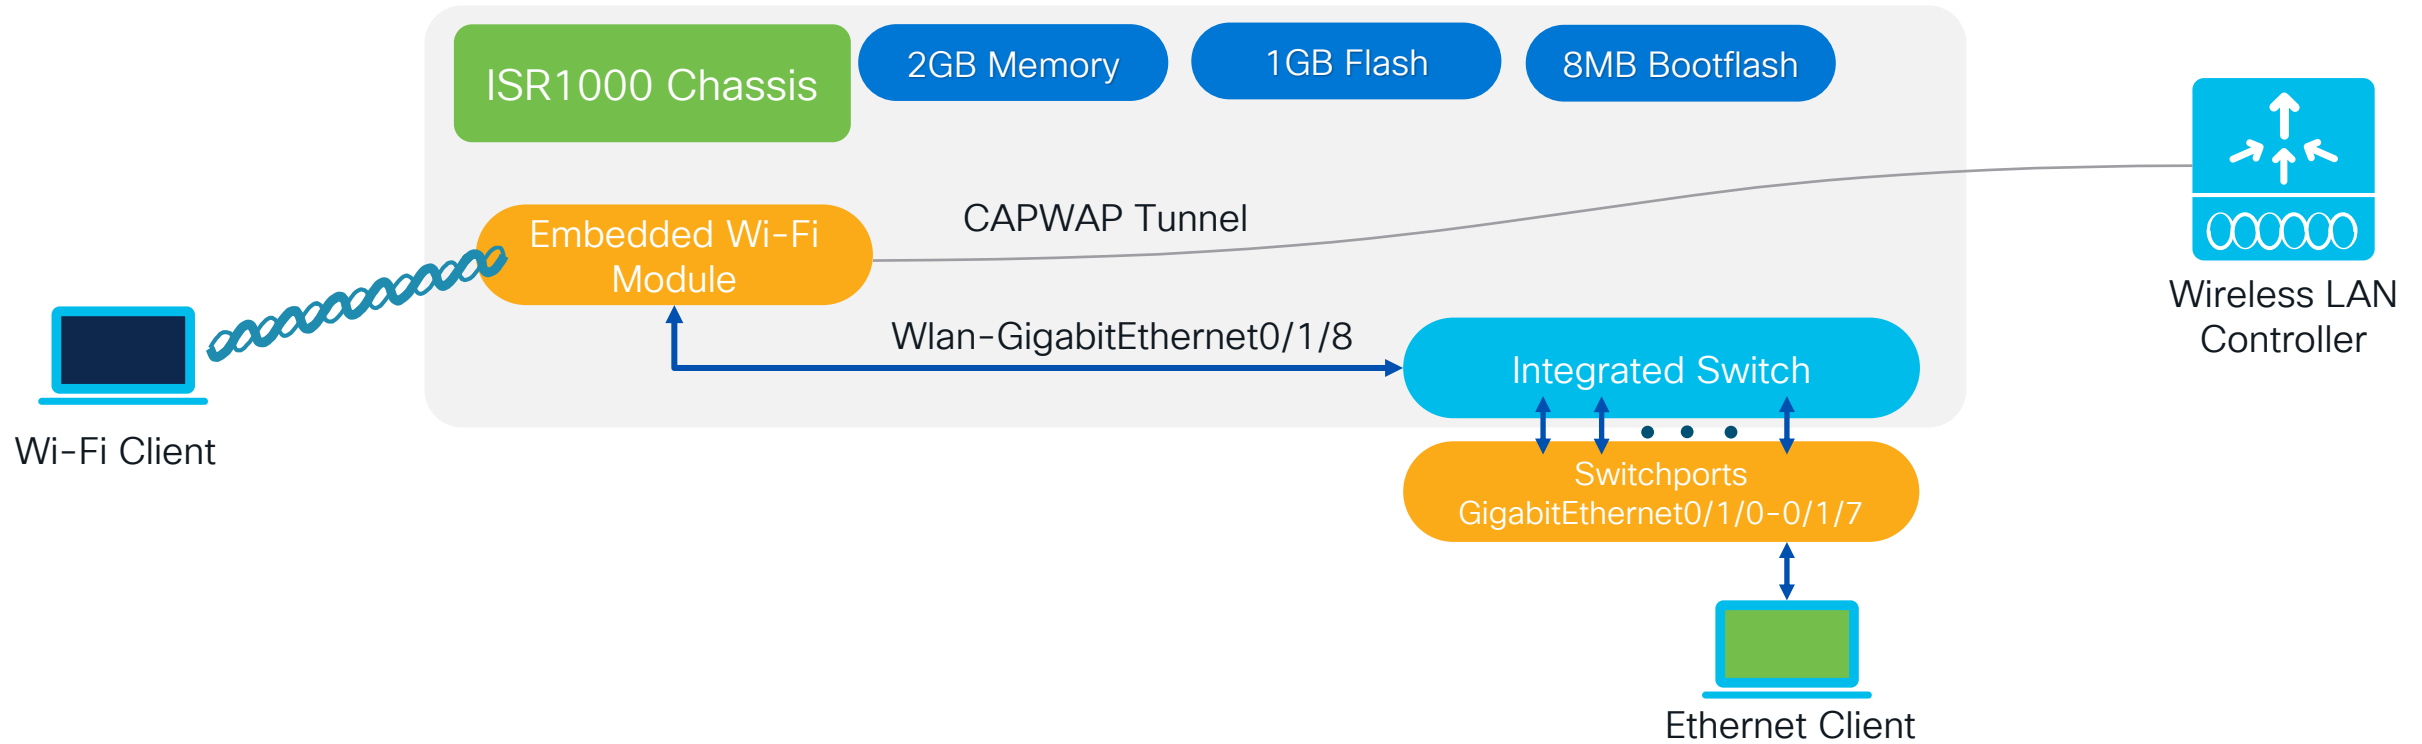 ISR1000 Chassis
2GB Memory
1GB Flash
8MB Bootflash
CAPWAP Tunnel
Embedded Wi-Fi
Module
Wireless LAN
Controller
Wlan-GigabitEthernet0/1/8
Integrated Switch
Wi-Fi Client
Switchports
GigabitEthernet0/1/0-0/1/7
Ethernet Client